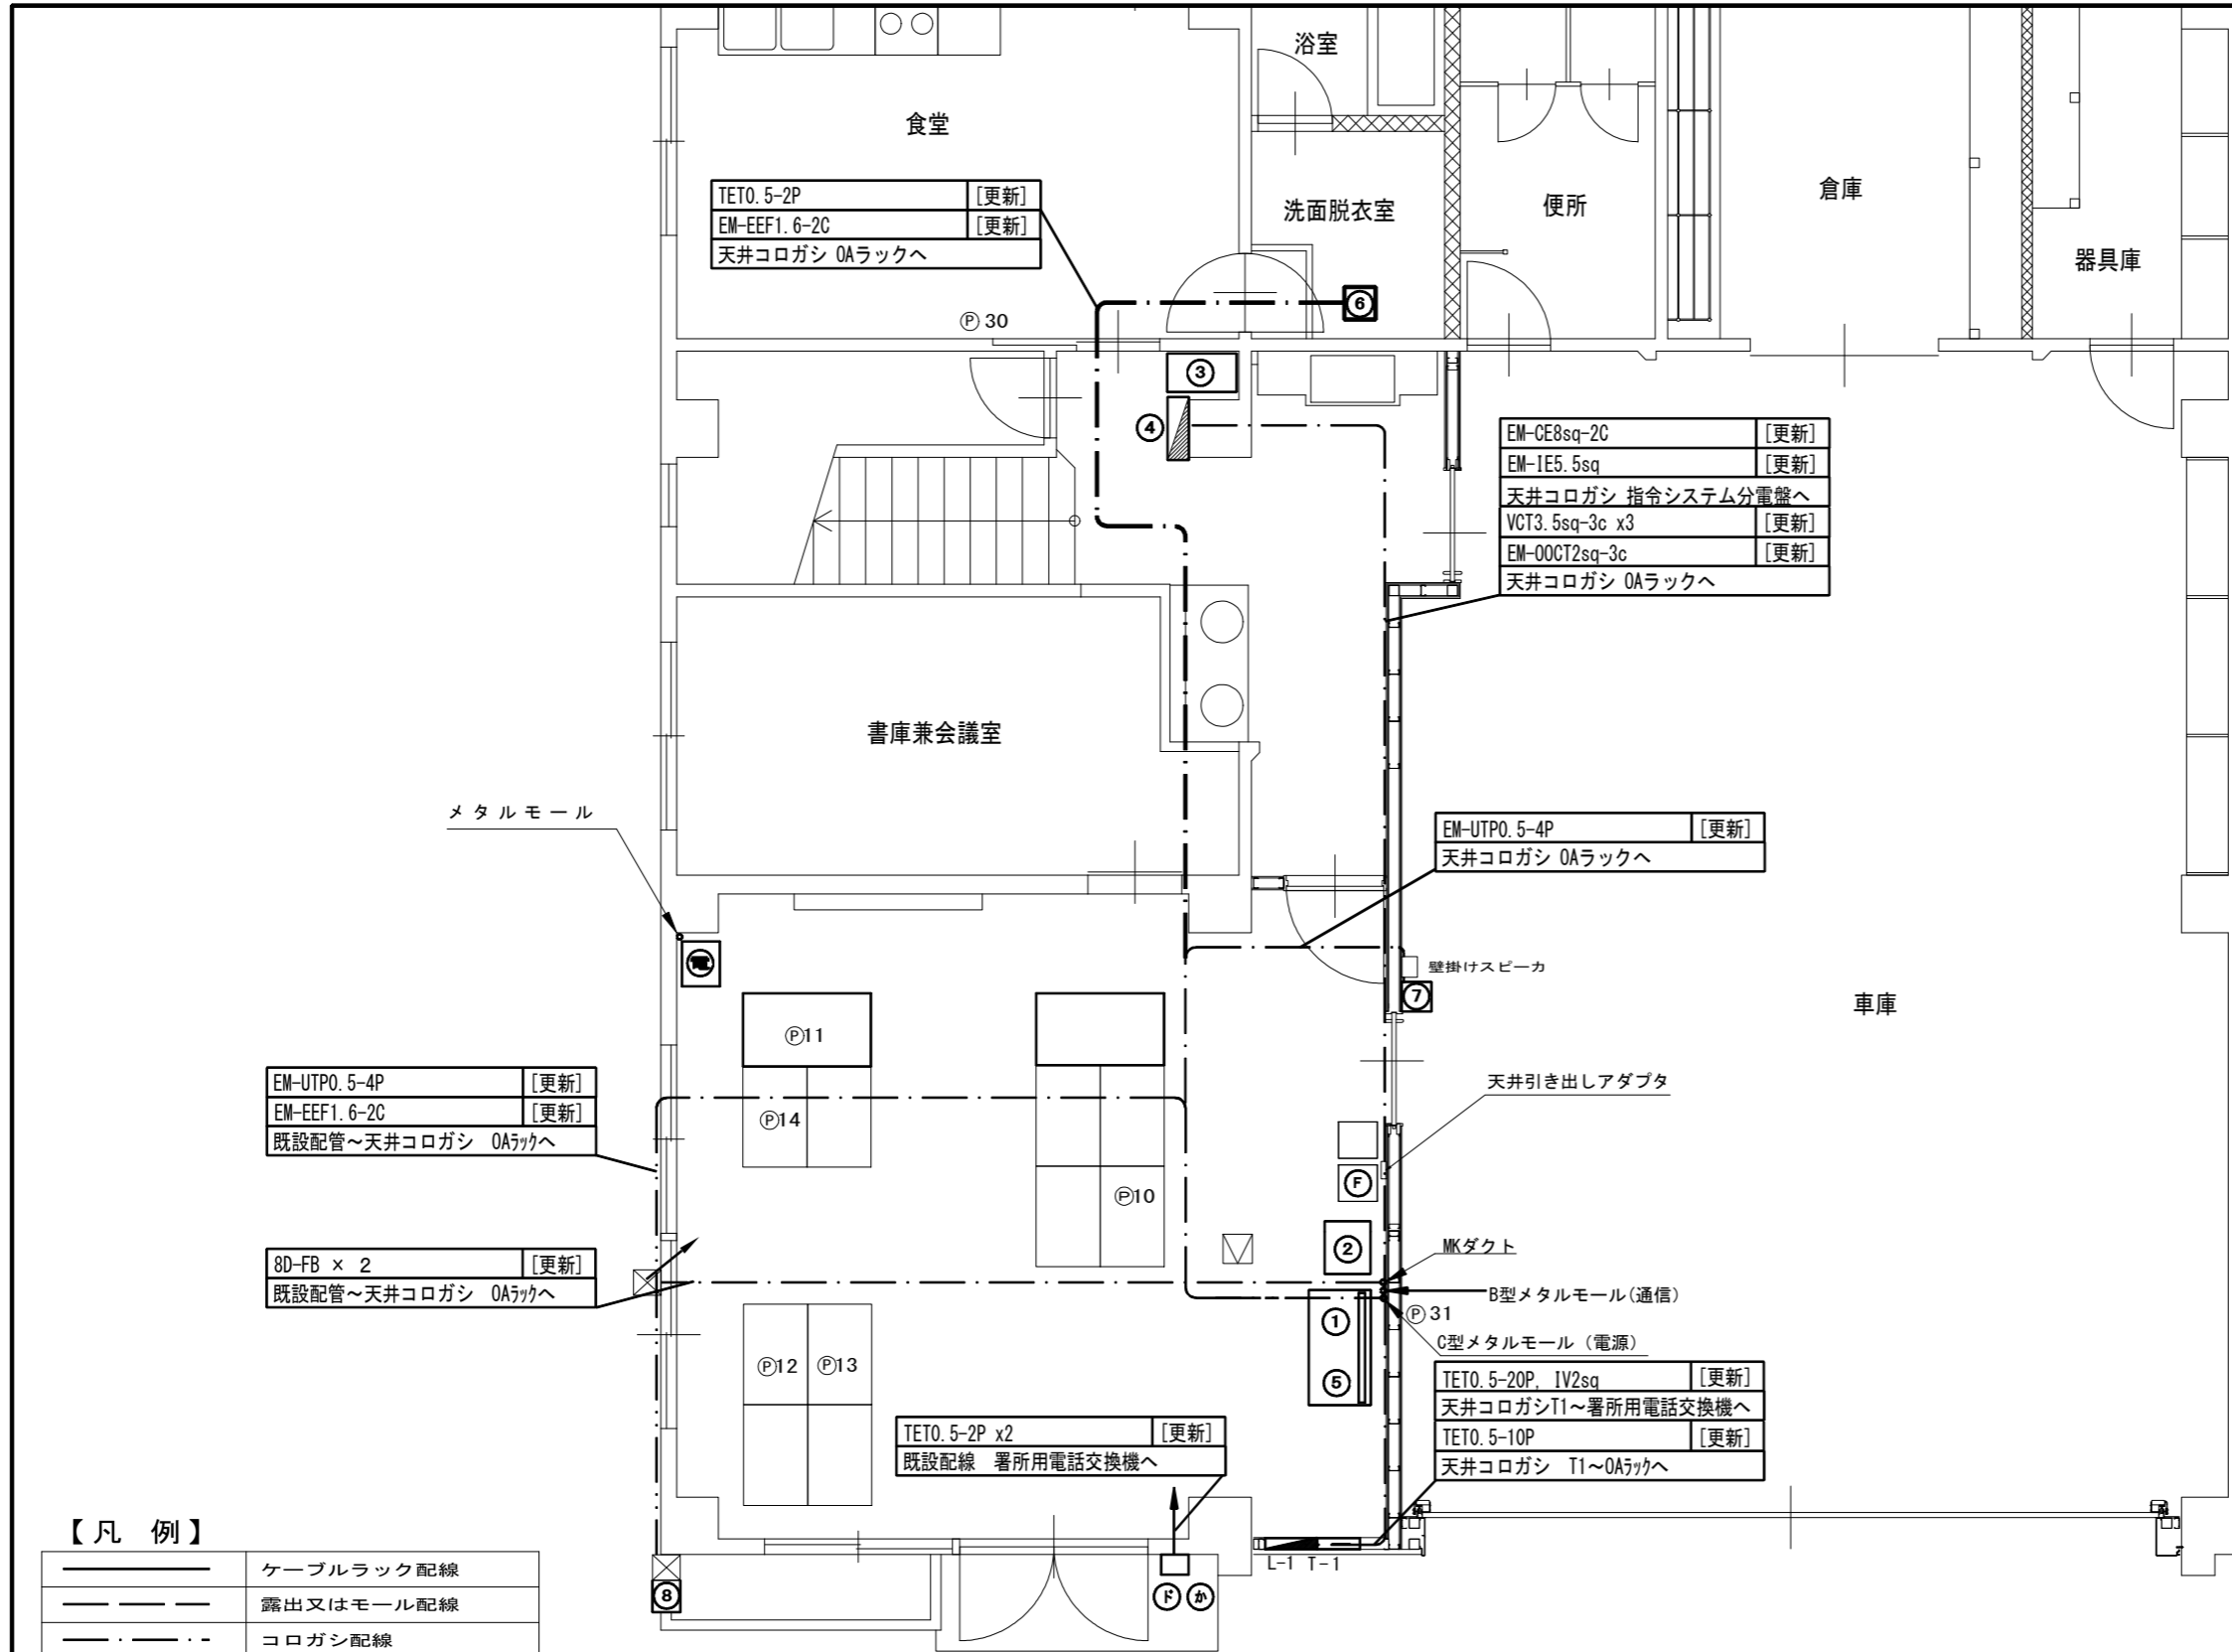 浴室
食堂
倉庫
TET0.5-2P [更新]
EM-EEF1.6-2C [更新]
天井コロガシ OAラックへ
洗面脱衣室
便所
器具庫
⑥
Ⓟ30
③
④
EM-CE8sq-2C [更新]
EM-IE5.5sq [更新]
天井コロガシ 指令システム分電盤へ
VCT3.5sq-3c x3 [更新]
EM-OOCT2sq-3c [更新]
天井コロガシ OAラックへ
書庫兼会議室
メタルモール
EM-UTP0.5-4P [更新]
天井コロガシ OAラックへ
壁掛けスピーカ
⑦
車庫
Ⓟ11
天井引き出しアダプタ
EM-UTP0.5-4P [更新]
EM-EEF1.6-2C [更新]
既設配管~天井コロガシ OAラックへ
Ⓟ14
Ⓕ
Ⓟ10
②
MKダクト
8D-FB × 2 [更新]
既設配管~天井コロガシ OAラックへ
B型メタルモール(通信)
①
Ⓟ31
C型メタルモール (電源)
Ⓟ12 Ⓟ13
⑤
TET0.5-20P, IV2sq [更新]
天井コロガシT1~署所用電話交換機へ
TET0.5-10P [更新]
天井コロガシ T1~OAラックへ
TET0.5-2P x2 [更新]
既設配線 署所用電話交換機へ
【凡 例】
ケーブルラック配線
露出又はモール配線
コロガシ配線
L-1 T-1
⑧
ド か